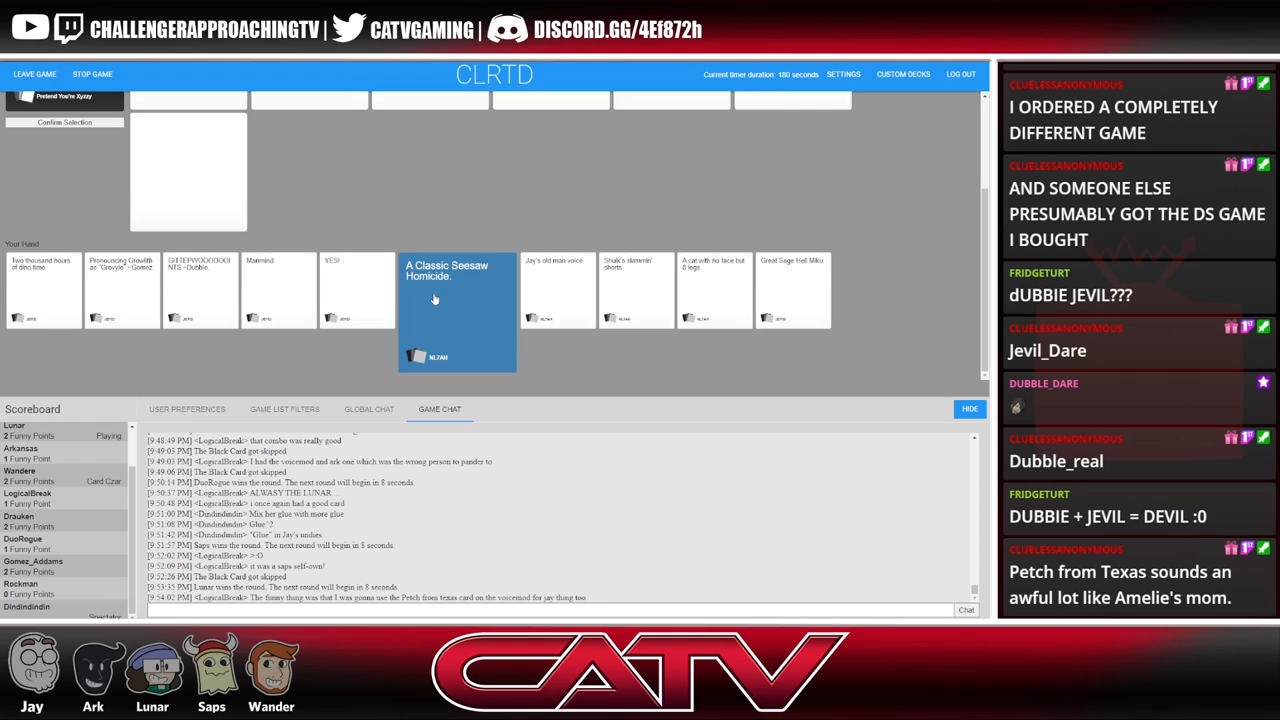 CHALLENGERAPPROACHINGTV | CATVGAMING | DISCORD.GG/4Ef872h
LEAVE GAME STOP GAME CLRTD Current timer duration: 180 seconds SETTINGS CUSTOM DECKS LOG OUT
Pretend You're Xyzzy
Confirm Selection
Your Hand
Two thousand hours
of dino time.
Pronouncing Growlith
as "Grovyle" ~Gomez.
GITTEPWOOOOOOI
NTS ~Dubbie.
Manmind.
YES!
A Classic Seesaw
Homicide.
NL7AH
Jay's old man voice.
NL7AH
Shulk's slammin'
shorts.
NL7AH
A cat with no face but
8 legs.
NL7AH
Great Sage Hell Miku.
Scoreboard
Lunar
2 Funny Points Playing
Arkansas
1 Funny Point
Wandere
2 Funny Points Card Czar
LogicalBreak
1 Funny Point
Drauken
2 Funny Points
DuoRogue
1 Funny Point
Gomez_Addams
2 Funny Points
Rockman
0 Funny Points
Dindindindin
Spectator
USER PREFERENCES GAME LIST FILTERS GLOBAL CHAT GAME CHAT HIDE
[9:48:49 PM] <LogicalBreak> that combo was really good
[9:49:03 PM] The Black Card got skipped
[9:49:03 PM] <LogicalBreak> I had the voicemod and ark one which was the wrong person to pander to
[9:49:06 PM] The Black Card got skipped
[9:50:14 PM] DuoRogue wins the round. The next round will begin in 8 seconds.
[9:50:37 PM] <LogicalBreak> ALWASY THE LUNAR....
[9:50:48 PM] <LogicalBreak> i once again had a good card
[9:51:00 PM] <Dindindindin> Mix her glue with more glue
[9:51:08 PM] <Dindindindin> Glue^2
[9:51:42 PM] <Dindindindin> "Glue" in Jay's undies
[9:51:57 PM] Saps wins the round. The next round will begin in 8 seconds.
[9:52:02 PM] <LogicalBreak> >:O
[9:52:09 PM] <LogicalBreak> it was a saps self-own!
[9:52:26 PM] The Black Card got skipped
[9:53:35 PM] Lunar wins the round. The next round will begin in 8 seconds.
[9:54:02 PM] <LogicalBreak> The funny thing was that I was gonna use the Petch from texas card on the voicemod for jay thing too
Chat
CLUELESSANONYMOUS
I ORDERED A COMPLETELY
DIFFERENT GAME
CLUELESSANONYMOUS
AND SOMEONE ELSE
PRESUMABLY GOT THE DS GAME
I BOUGHT
FRIDGETURT
dUBBIE JEVIL???
CLUELESSANONYMOUS
Jevil_Dare
DUBBLE_DARE
CLUELESSANONYMOUS
Dubble_real
FRIDGETURT
DUBBIE + JEVIL = DEVIL :0
CLUELESSANONYMOUS
Petch from Texas sounds an
awful lot like Amelie's mom.
Jay Ark Lunar Saps Wander
CATV